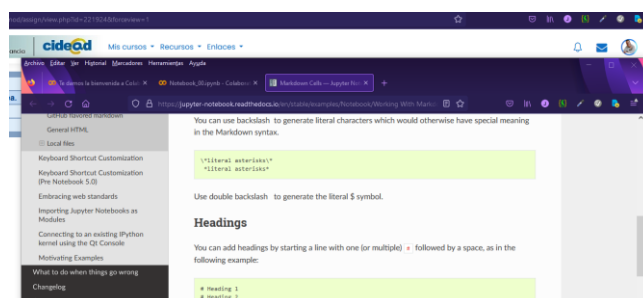 mod/assign/view.php?id=221504&forceview=1
cidead Mis cursos Recursos Enlaces
Archivo Editar Ver Historial Marcadores Herramientas Ayuda
Te damos la bienvenida a Colab
Markdown Cells — Jupyter No
https://jupyter-notebook.readthedocs.io/en/stable/examples/Notebook/Working With Mark
GitHub flavored markdown
General HTML
Local files
Keyboard Shortcut Customization
Keyboard Shortcut Customization
(Pre Notebook 5.0)
Embracing web standards
Importing Jupyter Notebooks as
Modules
Connecting to an existing IPython
kernel using the Qt Console
Motivating Examples
What to do when things go wrong
Changelog
You can use backslash to generate literal characters which would otherwise have special meaning
in the Markdown syntax.
\*literal asterisks\*
*literal asterisks*
Use double backslash to generate the literal $ symbol.
Headings
You can add headings by starting a line with one (or multiple) # followed by a space, as in the
following example:
# Heading 1
# Heading 2